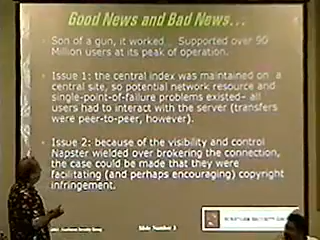 Good News and Bad News...
Son of a gun, it worked... Supported over 90
Million users at its peak of operation.
Issue 1: the central index was maintained on a
central site, so potential network resource and
single-point-of-failure problems existed– all
users had to interact with the server (transfers
were peer-to-peer, however).
Issue 2: because of the visibility and control
Napster wielded over brokering the connection,
the case could be made that they were
facilitating (and perhaps encouraging) copyright
infringement.
Slide Number